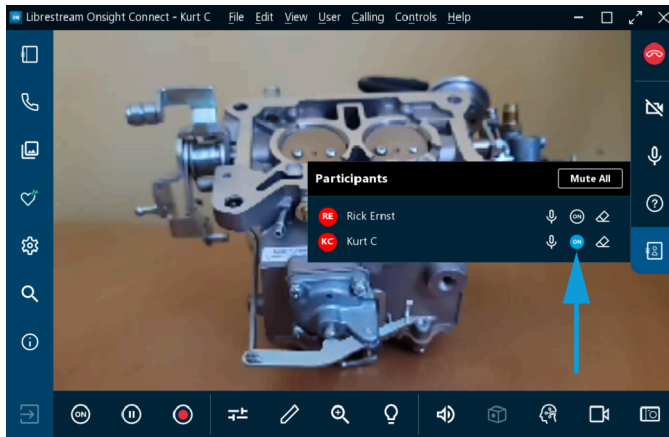 Librestream Onsight Connect - Kurt C File Edit View User Calling Controls Help
Participants Mute All
RE Rick Ernst ON
KC Kurt C ON
ON